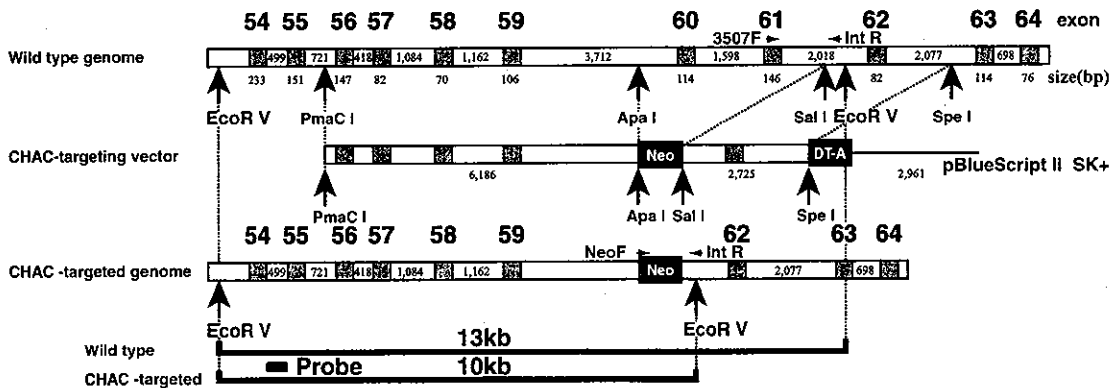 54 55 56 57 58 59 60 61 62 63 64 exon
3507F Int R
Wild type genome 499 721 418 1,084 1,162 3,712 1,598 2,018 2,077 698
233 151 147 82 70 106 114 146 82 114 76 size(bp)
EcoR V PmaC I Apa I Sal I EcoR V Spe I
CHAC-targeting vector Neo DT-A
6,186 2,725 2,961 pBlueScript II SK+
PmaC I Apa I Sal I Spe I
54 55 56 57 58 59 62 63 64
NeoF Int R
CHAC -targeted genome 499 721 418 1,084 1,162 Neo 2,077 698
EcoR V EcoR V
Wild type 13kb
Probe 10kb
CHAC -targeted